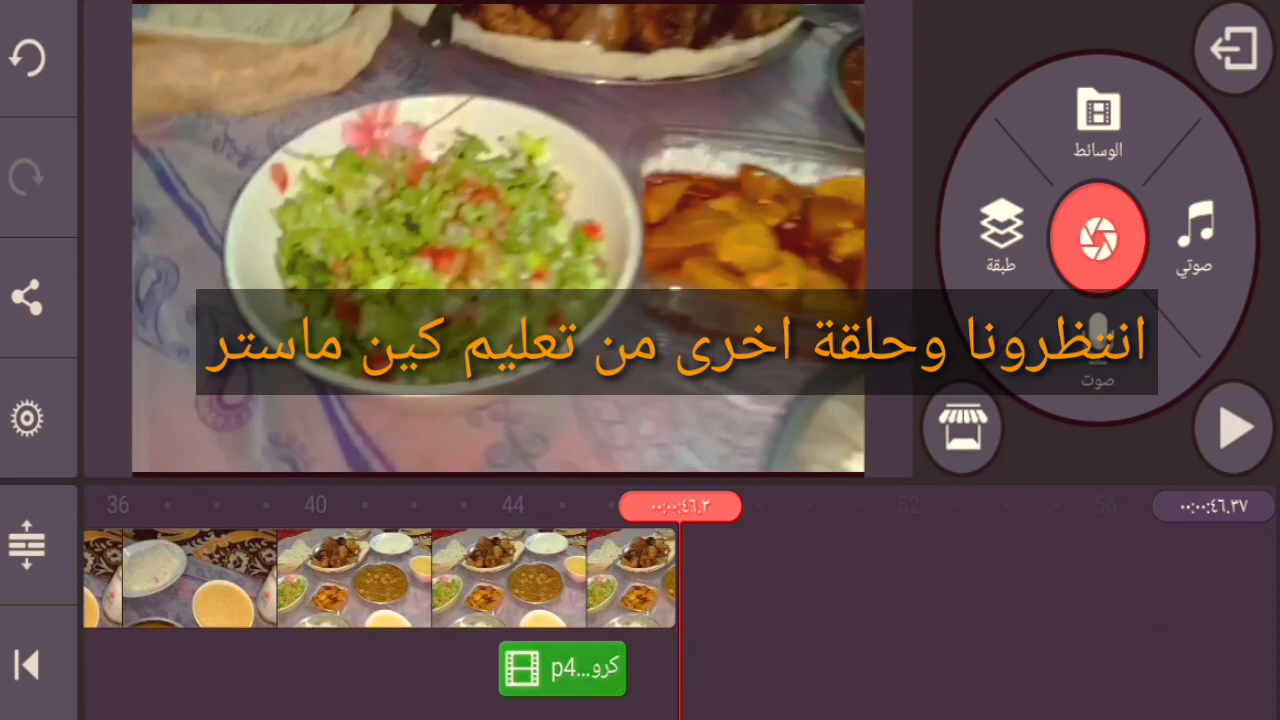 الوسائط
طبقة
صوتي
انتظرونا وحلقة اخرى من تعليم كين ماستر
صوت
36 40 44 52 56
٠٠:٠٠:٤٦.٣
٠٠:٠٠:٤٦.٣٧
كرو...p4